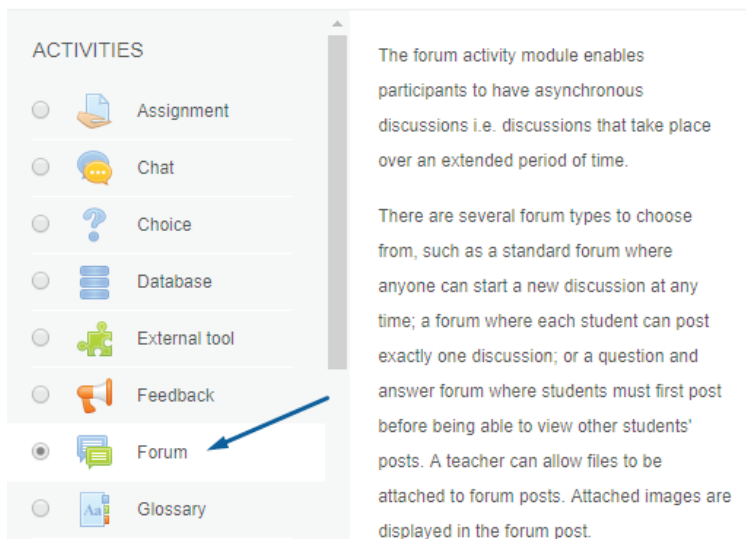 ACTIVITIES
Assignment
Chat
Choice
Database
External tool
Feedback
Forum
Aa
Glossary
The forum activity module enables
participants to have asynchronous
discussions i.e. discussions that take place
over an extended period of time.
There are several forum types to choose
from, such as a standard forum where
anyone can start a new discussion at any
time; a forum where each student can post
exactly one discussion; or a question and
answer forum where students must first post
before being able to view other students'
posts. A teacher can allow files to be
attached to forum posts. Attached images are
displayed in the forum post.